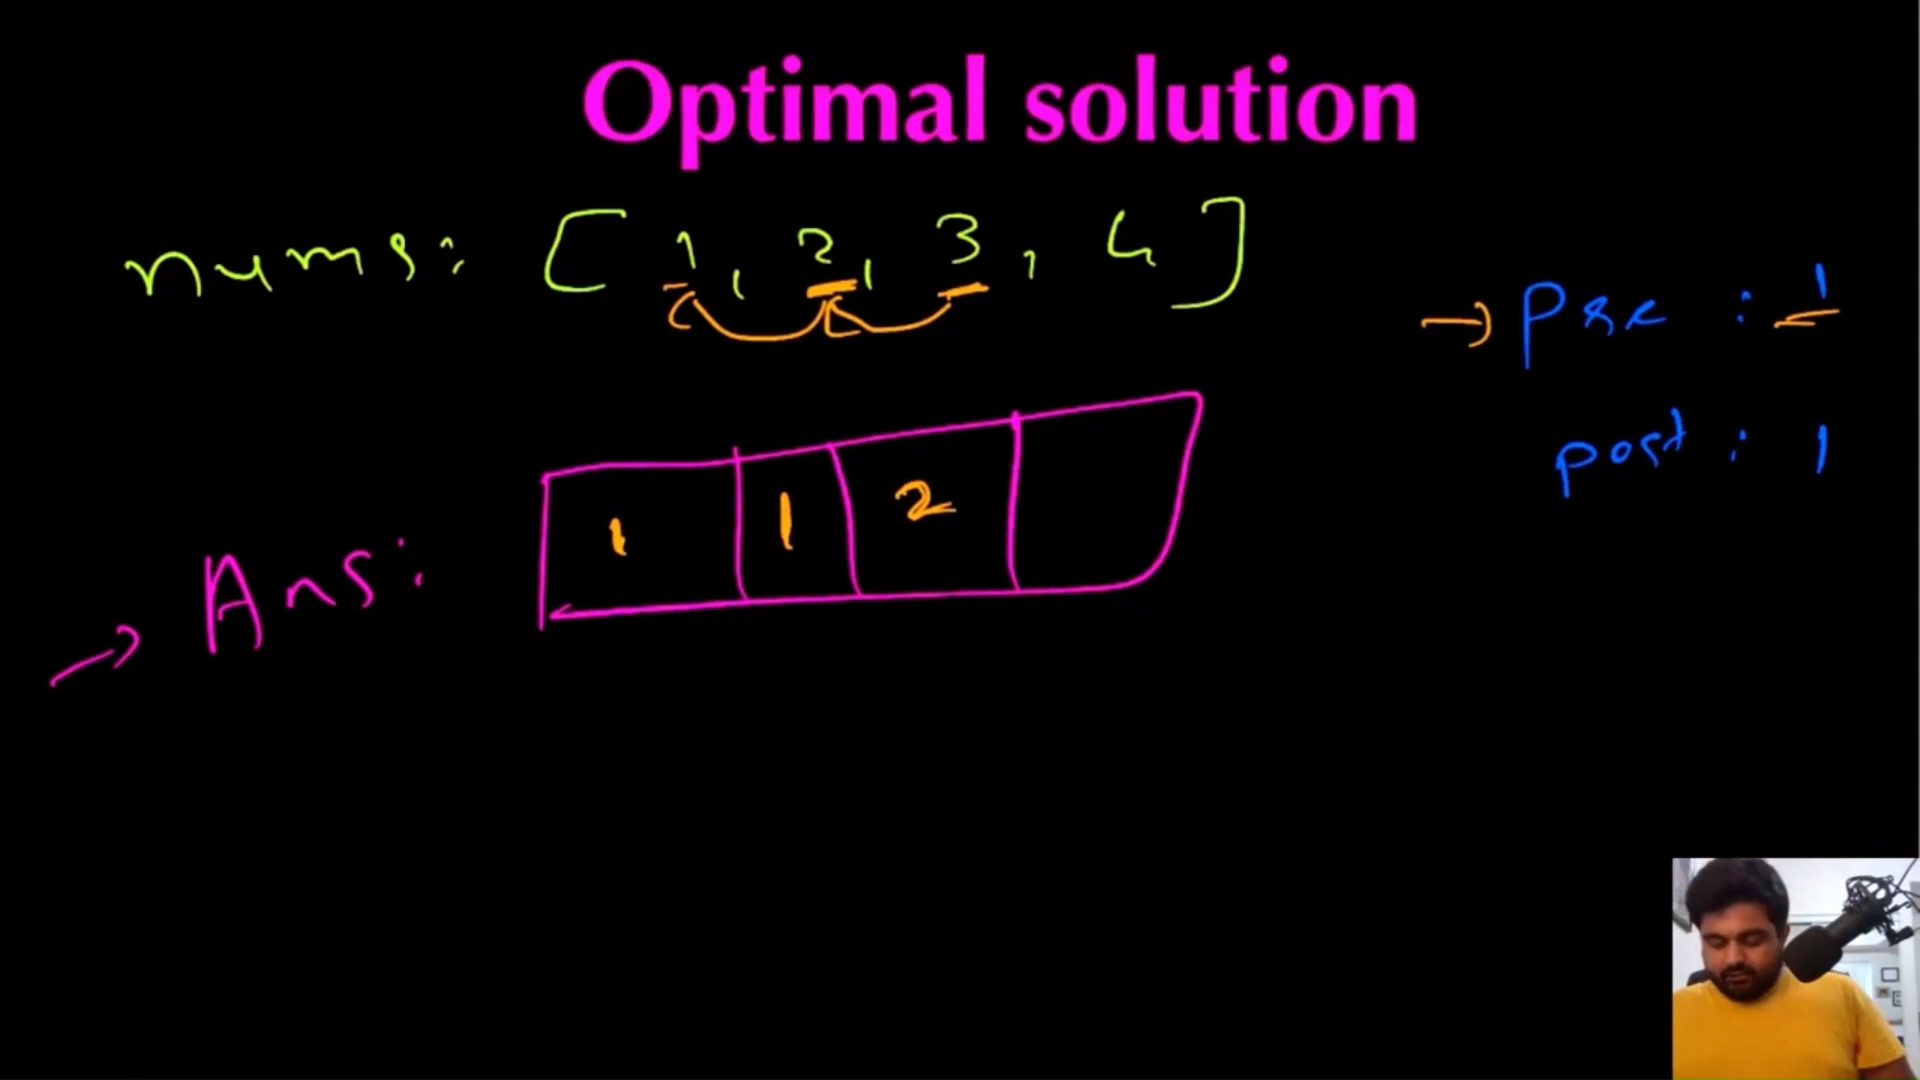 Optimal solution
nums: [1, 2, 3, 4]
Pre : 1
post : 1
Ans: 1 1 2